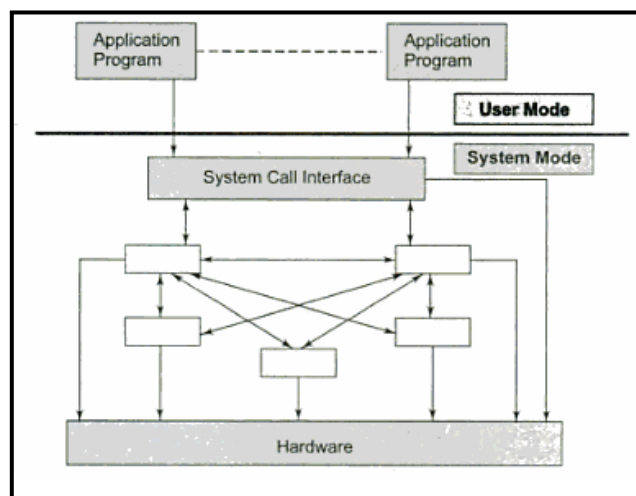 Application
Program
Application
Program
User Mode
System Mode
System Call Interface
Hardware